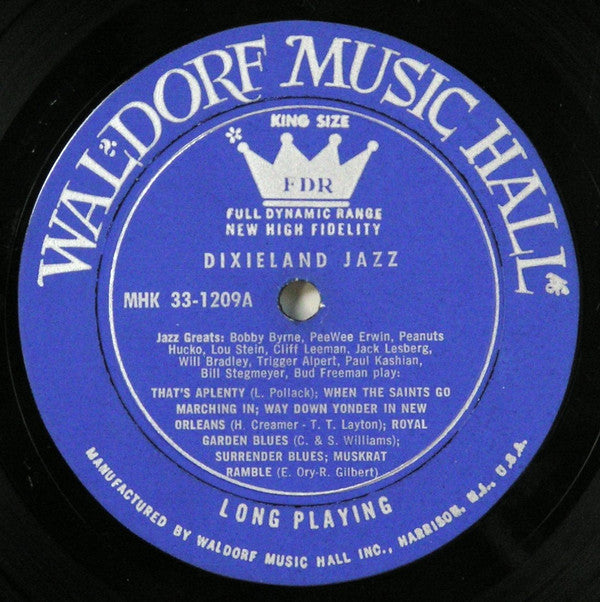 WALDORF MUSIC HALL
KING SIZE
FDR
FULL DYNAMIC RANGE
NEW HIGH FIDELITY
DIXIELAND JAZZ
MHK 33-1209A
Jazz Greats: Bobby Byrne, PeeWee Erwin, Peanuts
Hucko, Lou Stein, Cliff Leeman, Jack Lesberg,
Will Bradley, Trigger Alpert, Paul Kashian,
Bill Stegmeyer, Bud Freeman play:
THAT'S APLENTY (L. Pollack); WHEN THE SAINTS GO
MARCHING IN; WAY DOWN YONDER IN NEW
ORLEANS (H. Creamer - T. T. Layton); ROYAL
GARDEN BLUES (C. & S. Williams);
SURRENDER BLUES; MUSKRAT
RAMBLE (E. Ory-R. Gilbert)
LONG PLAYING
MANUFACTURED BY WALDORF MUSIC HALL INC., HARRISON, N.J., U.S.A.